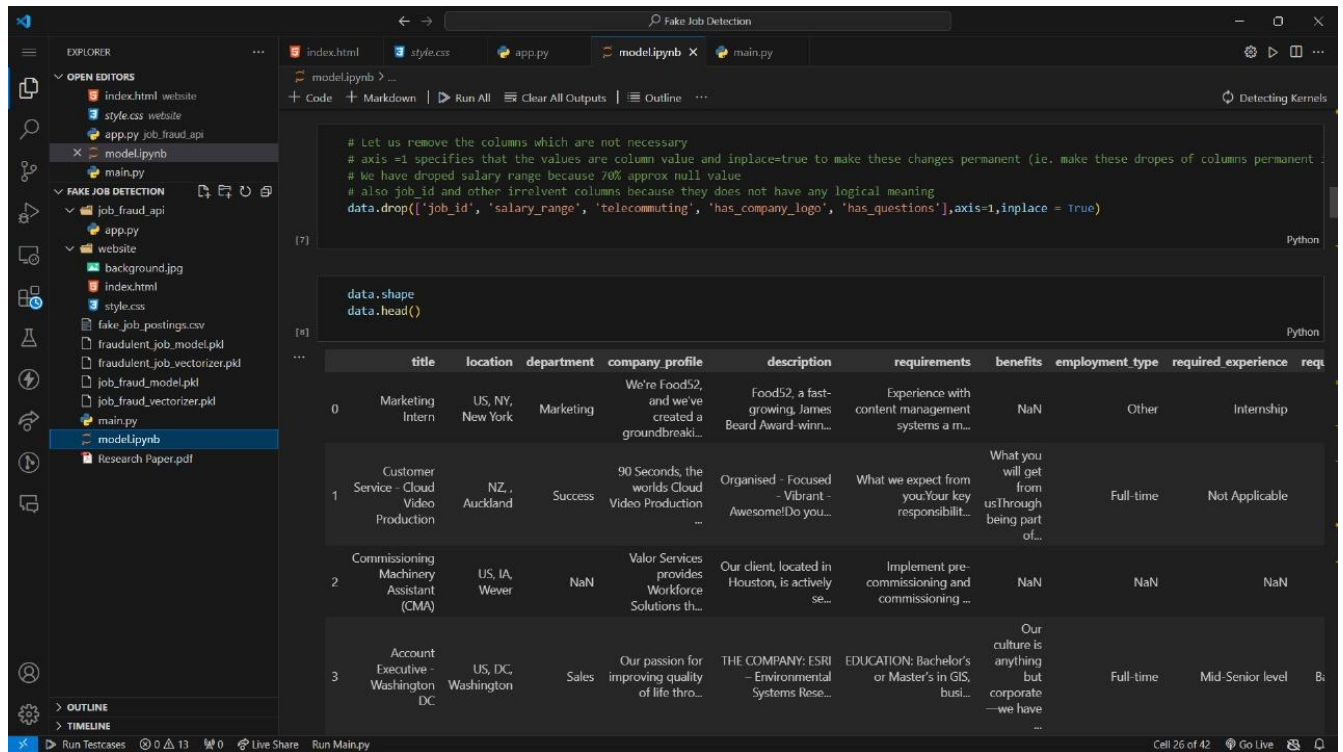 Fake Job Detection
EXPLORER
OPEN EDITORS
index.html website
style.css website
app.py job_fraud_api
model.ipynb
main.py
FAKE JOB DETECTION
job_fraud_api
app.py
website
background.jpg
index.html
style.css
fake_job_postings.csv
fraudulent_job_model.pkl
fraudulent_job_vectorizer.pkl
job_fraud_model.pkl
job_fraud_vectorizer.pkl
main.py
model.ipynb
Research Paper.pdf
OUTLINE
TIMELINE
index.html style.css app.py model.ipynb main.py
model.ipynb > ...
+ Code + Markdown | Run All Clear All Outputs | Outline ...
Detecting Kernels
# Let us remove the columns which are not necessary
# axis =1 specifies that the values are column value and inplace=true to make these changes permanent (ie. make these dropes of columns permanent
# We have droped salary range because 70% approx null value
# also job_id and other irrelvent columns because they does not have any logical meaning
data.drop(['job_id', 'salary_range', 'telecommuting', 'has_company_logo', 'has_questions'],axis=1,inplace = True)
[7] Python
data.shape
data.head()
[8] Python
title location department company_profile description requirements benefits employment_type required_experience requ
0 Marketing Intern US, NY, New York Marketing We're Food52, and we've created a groundbreaki... Food52, a fast-growing, James Beard Award-winn... Experience with content management systems a m... NaN Other Internship
1 Customer Service - Cloud Video Production NZ, , Auckland Success 90 Seconds, the worlds Cloud Video Production ... Organised - Focused - Vibrant - Awesome!Do you... What we expect from you:Your key responsibilit... What you will get from usThrough being part of... Full-time Not Applicable
2 Commissioning Machinery Assistant (CMA) US, IA, Wever NaN Valor Services provides Workforce Solutions th... Our client, located in Houston, is actively se... Implement pre-commissioning and commissioning ... NaN NaN NaN
3 Account Executive - Washington DC US, DC, Washington Sales Our passion for improving quality of life thro... THE COMPANY: ESRI – Environmental Systems Rese... EDUCATION: Bachelor's or Master's in GIS, busi... Our culture is anything but corporate—we have ... Full-time Mid-Senior level Ba
Run Testcases 0 13 0 Live Share Run Main.py Cell 26 of 42 Go Live